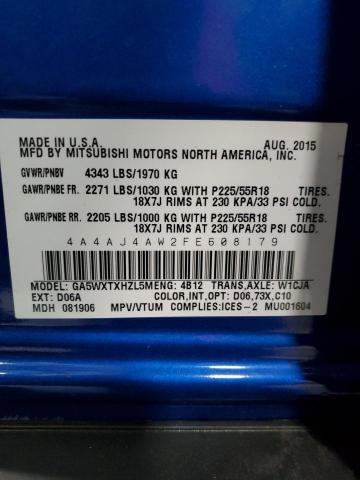 MADE IN U.S.A. AUG. 2015
MFD BY MITSUBISHI MOTORS NORTH AMERICA, INC.
GVWR/PNBV 4343 LBS/1970 KG
GAWR/PNBE FR. 2271 LBS/1030 KG WITH P225/55R18 TIRES.
18X7J RIMS AT 230 KPA/33 PSI COLD.
GAWR/PNBE RR. 2205 LBS/1000 KG WITH P225/55R18 TIRES.
18X7J RIMS AT 230 KPA/33 PSI COLD.
4A4AJ4AW2FE608179
MODEL: GA5WXTXHZL5MENG: 4B12 TRANS,AXLE: W1CJA
EXT: D06A COLOR,INT,OPT: D06,73X,C10
MDH 081906 MPV/VTUM COMPLIES:ICES-2 MU001604